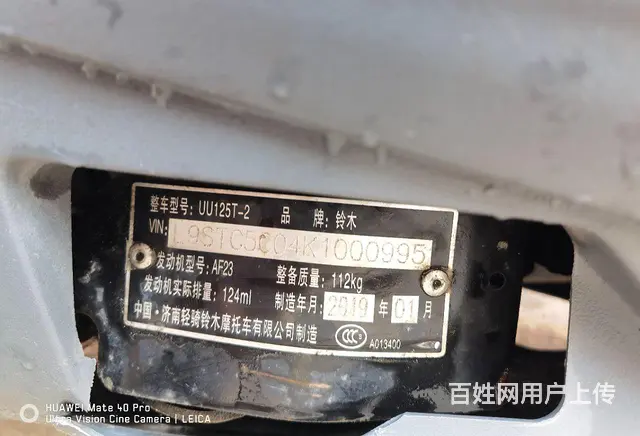 整车型号: UU125T-2 品 牌: 铃木
VIN: L9STC5C04K1000995
发动机型号: AF23 整备质量: 112kg
发动机实际排量: 124ml 制造年月: 2019 年 01 月
中国·济南轻骑铃木摩托车有限公司制造 CCC A013400
HUAWEI Mate 40 Pro
Ultra Vision Cine Camera | LEICA
百姓网用户上传